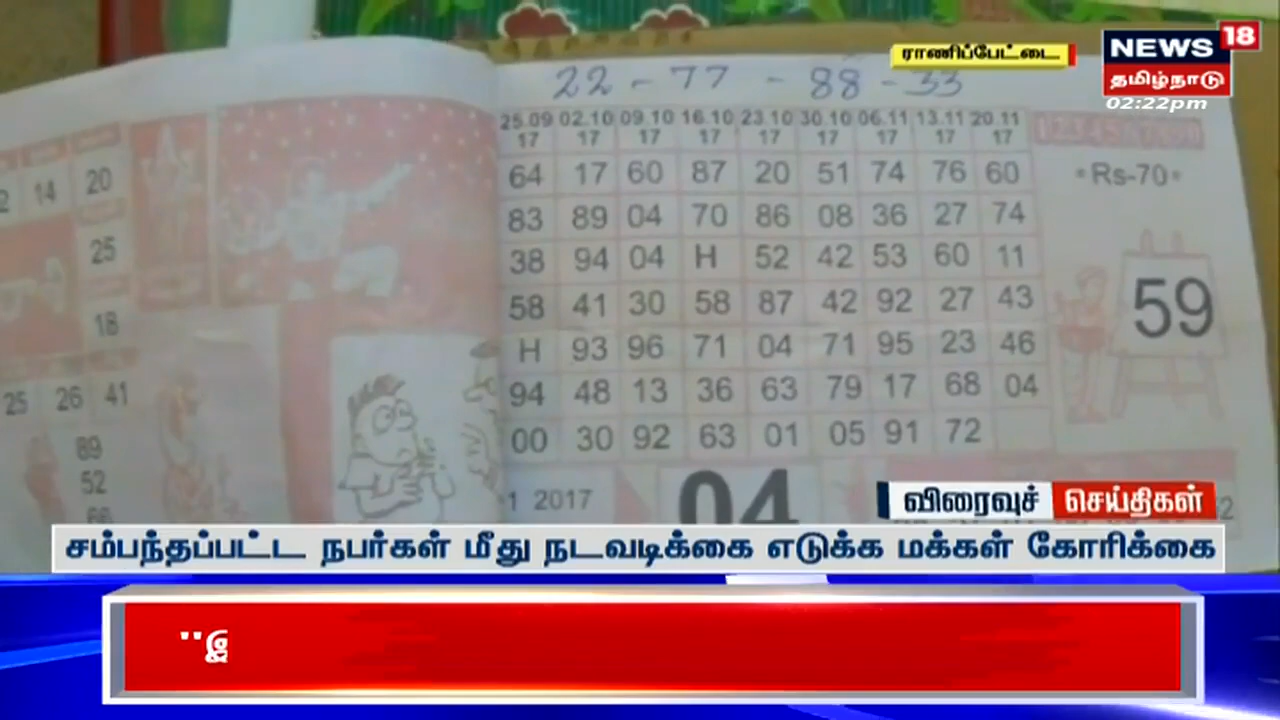 ராணிப்பேட்டை
NEWS 18
தமிழ்நாடு
02:22pm
22 - 77 - 88 - 33
25.09 02.10 09.10 16.10 23.10 30.10 06.11 13.11 20.11
17 17 17 17 17 17 17 17 17
64 17 60 87 20 51 74 76 60
83 89 04 70 86 08 36 27 74
38 94 04 H 52 42 53 60 11
58 41 30 58 87 42 92 27 43
H 93 96 71 04 71 95 23 46
94 48 13 36 63 79 17 68 04
00 30 92 63 01 05 91 72
Rs-70
59
14 20
25
18
25 26 41
89
52
2017
04
விரைவுச் செய்திகள்
சம்பந்தப்பட்ட நபர்கள் மீது நடவடிக்கை எடுக்க மக்கள் கோரிக்கை
"இ